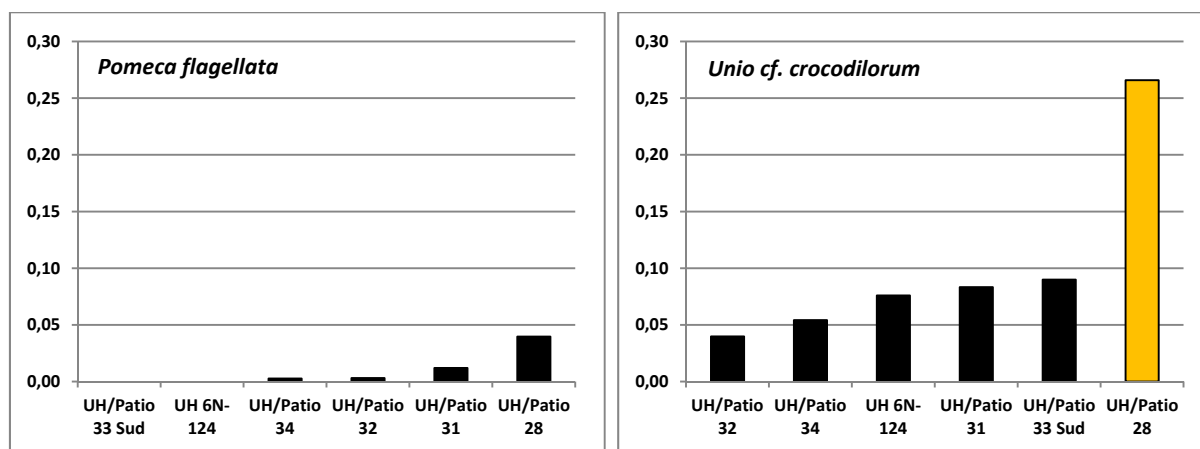 Pomeca flagellata
0,30
0,25
0,20
0,15
0,10
0,05
0,00
UH/Patio 33 Sud
UH 6N-124
UH/Patio 34
UH/Patio 32
UH/Patio 31
UH/Patio 28
Unio cf. crocodilorum
0,30
0,25
0,20
0,15
0,10
0,05
0,00
UH/Patio 32
UH/Patio 34
UH 6N-124
UH/Patio 31
UH/Patio 33 Sud
UH/Patio 28